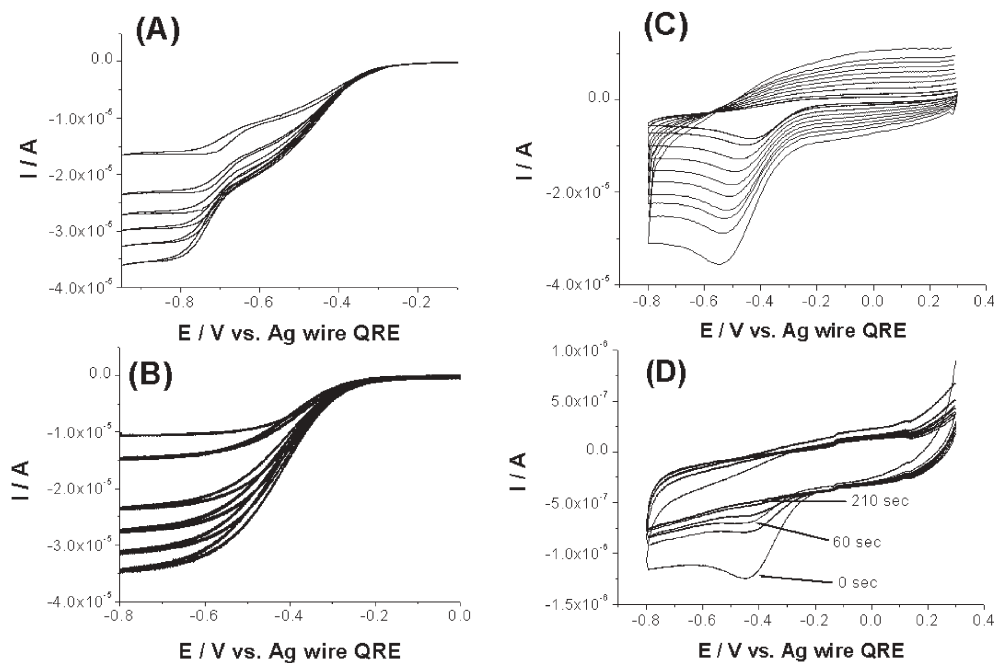 (A)
0.0
-1.0x10⁻⁵
-2.0x10⁻⁵
-3.0x10⁻⁵
-4.0x10⁻⁵
I / A
-0.8
-0.6
-0.4
-0.2
E / V vs. Ag wire QRE
(B)
0.0
-1.0x10⁻⁵
-2.0x10⁻⁵
-3.0x10⁻⁵
-4.0x10⁻⁵
I / A
-0.8
-0.6
-0.4
-0.2
0.0
E / V vs. Ag wire QRE
(C)
0.0
-2.0x10⁻⁵
-4.0x10⁻⁵
I / A
-0.8
-0.6
-0.4
-0.2
0.0
0.2
0.4
E / V vs. Ag wire QRE
(D)
1.0x10⁻⁶
5.0x10⁻⁷
0.0
-5.0x10⁻⁷
-1.0x10⁻⁶
-1.5x10⁻⁶
I / A
210 sec
60 sec
0 sec
-0.8
-0.6
-0.4
-0.2
0.0
0.2
0.4
E / V vs. Ag wire QRE